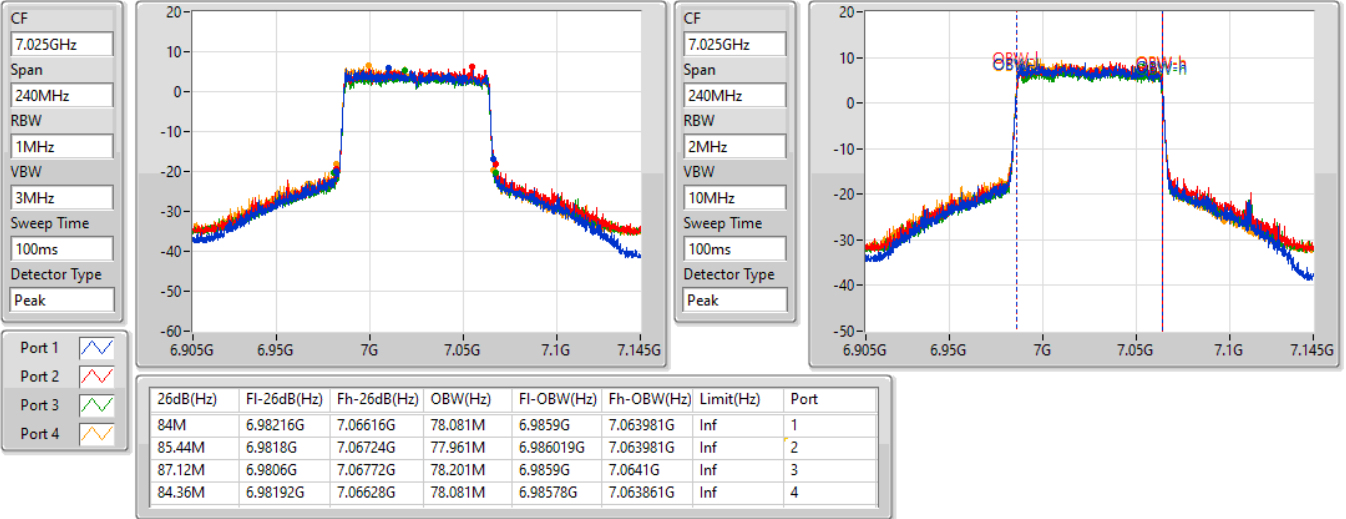 CF
7.025GHz
Span
240MHz
RBW
1MHz
VBW
3MHz
Sweep Time
100ms
Detector Type
Peak
20
10
0
-10
-20
-30
-40
-50
-60
6.905G 6.95G 7G 7.05G 7.1G 7.145G
CF
7.025GHz
Span
240MHz
RBW
2MHz
VBW
10MHz
Sweep Time
100ms
Detector Type
Peak
20
10
0
-10
-20
-30
-40
-50
OBW-l OBW-h
6.905G 6.95G 7G 7.05G 7.1G 7.145G
Port 1
Port 2
Port 3
Port 4
26dB(Hz) Fl-26dB(Hz) Fh-26dB(Hz) OBW(Hz) Fl-OBW(Hz) Fh-OBW(Hz) Limit(Hz) Port
84M 6.98216G 7.06616G 78.081M 6.9859G 7.063981G Inf 1
85.44M 6.9818G 7.06724G 77.961M 6.986019G 7.063981G Inf 2
87.12M 6.9806G 7.06772G 78.201M 6.9859G 7.0641G Inf 3
84.36M 6.98192G 7.06628G 78.081M 6.98578G 7.063861G Inf 4